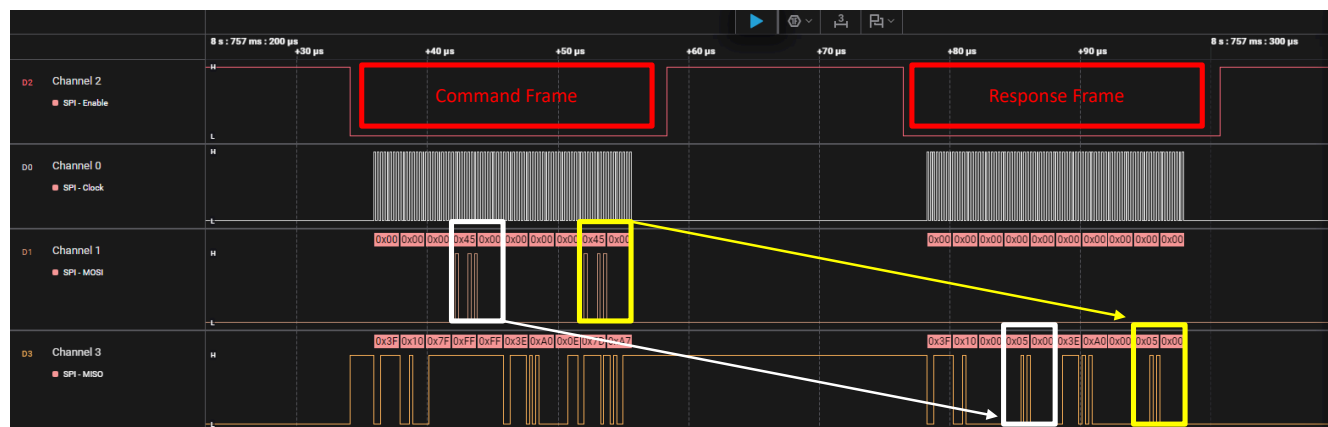 3
8 s : 757 ms : 200 µs
8 s : 757 ms : 300 µs
+30 µs +40 µs +50 µs +60 µs +70 µs +80 µs +90 µs
D2 Channel 2
SPI - Enable
H
L
Command Frame
Response Frame
D0 Channel 0
SPI - Clock
H
L
D1 Channel 1
SPI - MOSI
H
L
0x00 0x00 0x00 0x45 0x00 0x00 0x00 0x00 0x45 0x00
0x00 0x00 0x00 0x00 0x00 0x00 0x00 0x00 0x00 0x00
D3 Channel 3
SPI - MISO
H
L
0x3F 0x10 0x7F 0xFF 0xFF 0x3E 0xA0 0x0E 0x7D 0xA7
0x3F 0x10 0x00 0x05 0x00 0x3E 0xA0 0x00 0x05 0x00